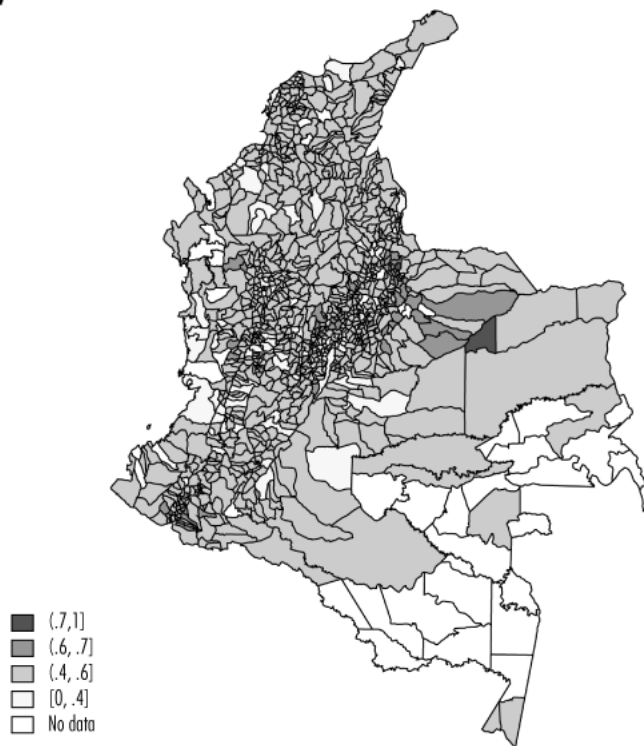 (.7,1]
(.6, .7]
(.4, .6]
[0, .4]
No data